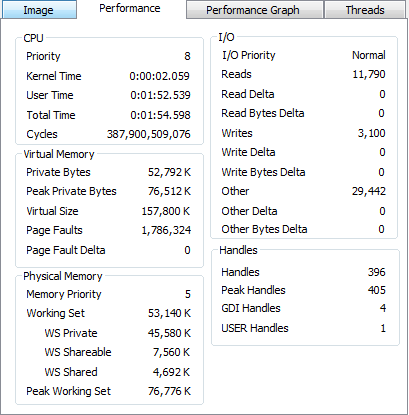 Image Performance Performance Graph Threads
CPU
Priority 8
Kernel Time 0:00:02.059
User Time 0:01:52.539
Total Time 0:01:54.598
Cycles 387,900,509,076
Virtual Memory
Private Bytes 52,792 K
Peak Private Bytes 76,512 K
Virtual Size 157,800 K
Page Faults 1,786,324
Page Fault Delta 0
Physical Memory
Memory Priority 5
Working Set 53,140 K
WS Private 45,580 K
WS Shareable 7,560 K
WS Shared 4,692 K
Peak Working Set 76,776 K
I/O
I/O Priority Normal
Reads 11,790
Read Delta 0
Read Bytes Delta 0
Writes 3,100
Write Delta 0
Write Bytes Delta 0
Other 29,442
Other Delta 0
Other Bytes Delta 0
Handles
Handles 396
Peak Handles 405
GDI Handles 4
USER Handles 1